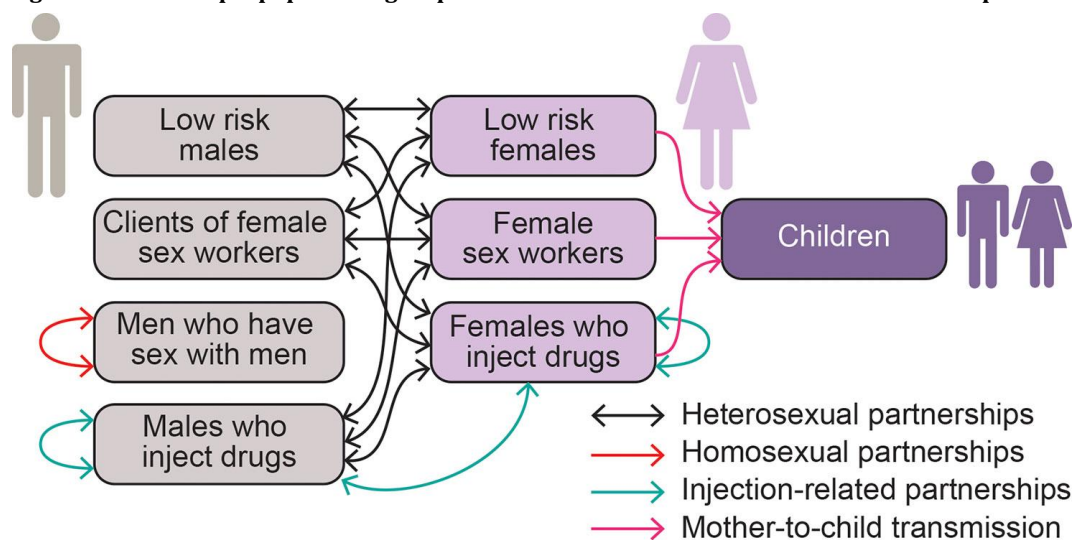 Low risk
males
Low risk
females
Clients of female
sex workers
Female
sex workers
Children
Men who have
sex with men
Females who
inject drugs
Males who
inject drugs
Heterosexual partnerships
Homosexual partnerships
Injection-related partnerships
Mother-to-child transmission